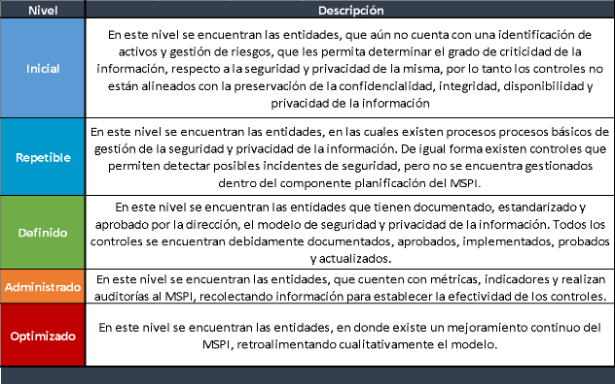 Nivel Descripción
En este nivel se encuentran las entidades, que aún no cuenta con una identificación de
activos y gestión de riesgos, que les permita determinar el grado de criticidad de la
Inicial información, respecto a la seguridad y privacidad de la misma, por lo tanto los controles no
están alineados con la preservación de la confidencialidad, integridad, disponibilidad y
privacidad de la información
En este nivel se encuentran las entidades, en las cuales existen procesos procesos básicos de
Repetible gestión de la seguridad y privacidad de la información. De igual forma existen controles que
permiten detectar posibles incidentes de seguridad, pero no se encuentra gestionados
dentro del componente planificación del MSPI.
En este nivel se encuentran las entidades que tienen documentado, estandarizado y
Definido aprobado por la dirección, el modelo de seguridad y privacidad de la información. Todos los
controles se encuentran debidamente documentados, aprobados, implementados, probados
y actualizados.
Administrado En este nivel se encuentran las entidades, que cuenten con métricas, indicadores y realizan
auditorías al MSPI, recolectando información para establecer la efectividad de los controles.
Optimizado En este nivel se encuentran las entidades, en donde existe un mejoramiento continuo del
MSPI, retroalimentando cualitativamente el modelo.